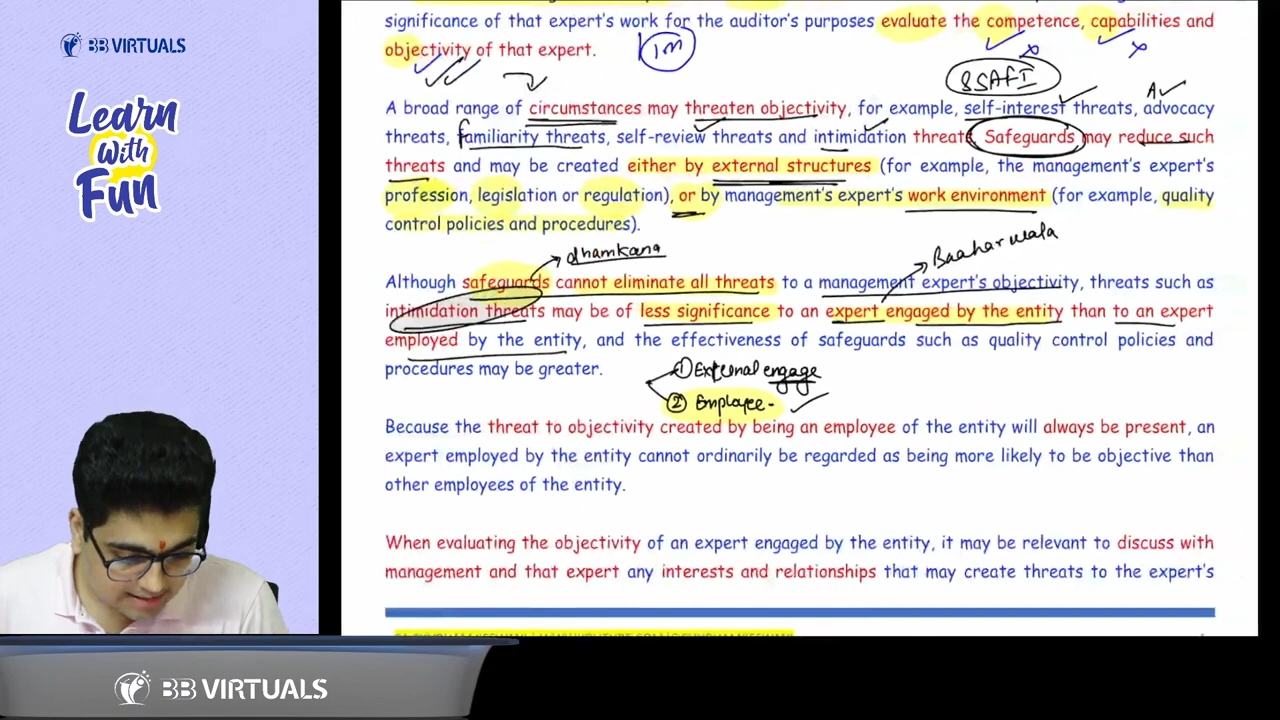 BB VIRTUALS
Learn
With
Fun
significance of that expert's work for the auditor's purposes evaluate the competence, capabilities and
objectivity of that expert.
1m
SSAFI
A broad range of circumstances may threaten objectivity, for example, self-interest threats, advocacy
A
threats, familiarity threats, self-review threats and intimidation threats. Safeguards may reduce such
threats and may be created either by external structures (for example, the management's expert's
profession, legislation or regulation), or by management's expert's work environment (for example, quality
control policies and procedures).
dhamkana
Baaharwala
Although safeguards cannot eliminate all threats to a management expert's objectivity, threats such as
intimidation threats may be of less significance to an expert engaged by the entity than to an expert
employed by the entity, and the effectiveness of safeguards such as quality control policies and
procedures may be greater.
① External engage
② Employee-
Because the threat to objectivity created by being an employee of the entity will always be present, an
expert employed by the entity cannot ordinarily be regarded as being more likely to be objective than
other employees of the entity.
When evaluating the objectivity of an expert engaged by the entity, it may be relevant to discuss with
management and that expert any interests and relationships that may create threats to the expert's
BB VIRTUALS